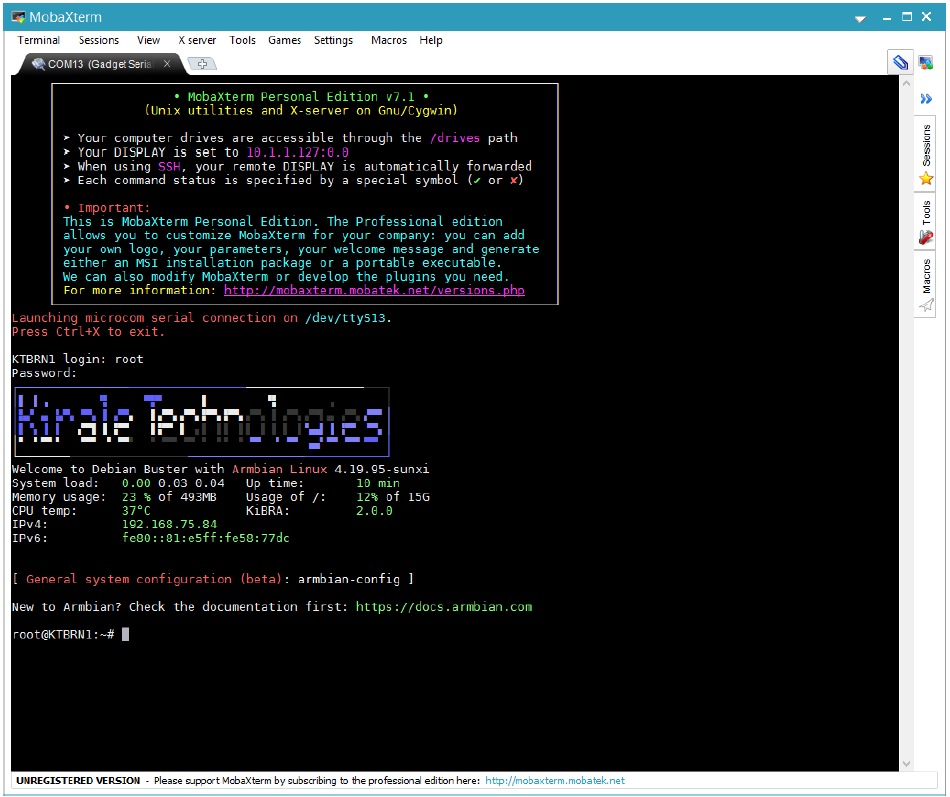 MobaXterm
Terminal Sessions View X server Tools Games Settings Macros Help
COM13 (GadgetSeria
• MobaXterm Personal Edition v7.1 •
(Unix utilities and X-server on Gnu/Cygwin)
➤ Your computer drives are accessible through the /drives path
➤ Your DISPLAY is set to 10.1.1.127:0.0
➤ When using SSH, your remote DISPLAY is automatically forwarded
➤ Each command status is specified by a special symbol (✔ or ✘)
• Important:
This is MobaXterm Personal Edition. The Professional edition
allows you to customize MobaXterm for your company: you can add
your own logo, your parameters, your welcome message and generate
either an MSI installation package or a portable executable.
We can also modify MobaXterm or develop the plugins you need.
For more information: http://mobaxterm.mobatek.net/versions.php
Launching microcom serial connection on /dev/ttyS13.
Press Ctrl+X to exit.
KTBRN1 login: root
Password:
Kirale Technologies
Welcome to Debian Buster with Armbian Linux 4.19.95-sunxi
System load: 0.00 0.03 0.04 Up time: 10 min
Memory usage: 23 % of 493MB Usage of /: 12% of 15G
CPU temp: 37°C KiBRA: 2.0.0
IPv4: 192.168.75.84
IPv6: fe80::81:e5ff:fe58:77dc
[ General system configuration (beta): armbian-config ]
New to Armbian? Check the documentation first: https://docs.armbian.com
root@KTBRN1:~#
Sessions
Tools
Macros
UNREGISTERED VERSION - Please support MobaXterm by subscribing to the professional edition here: http://mobaxterm.mobatek.net